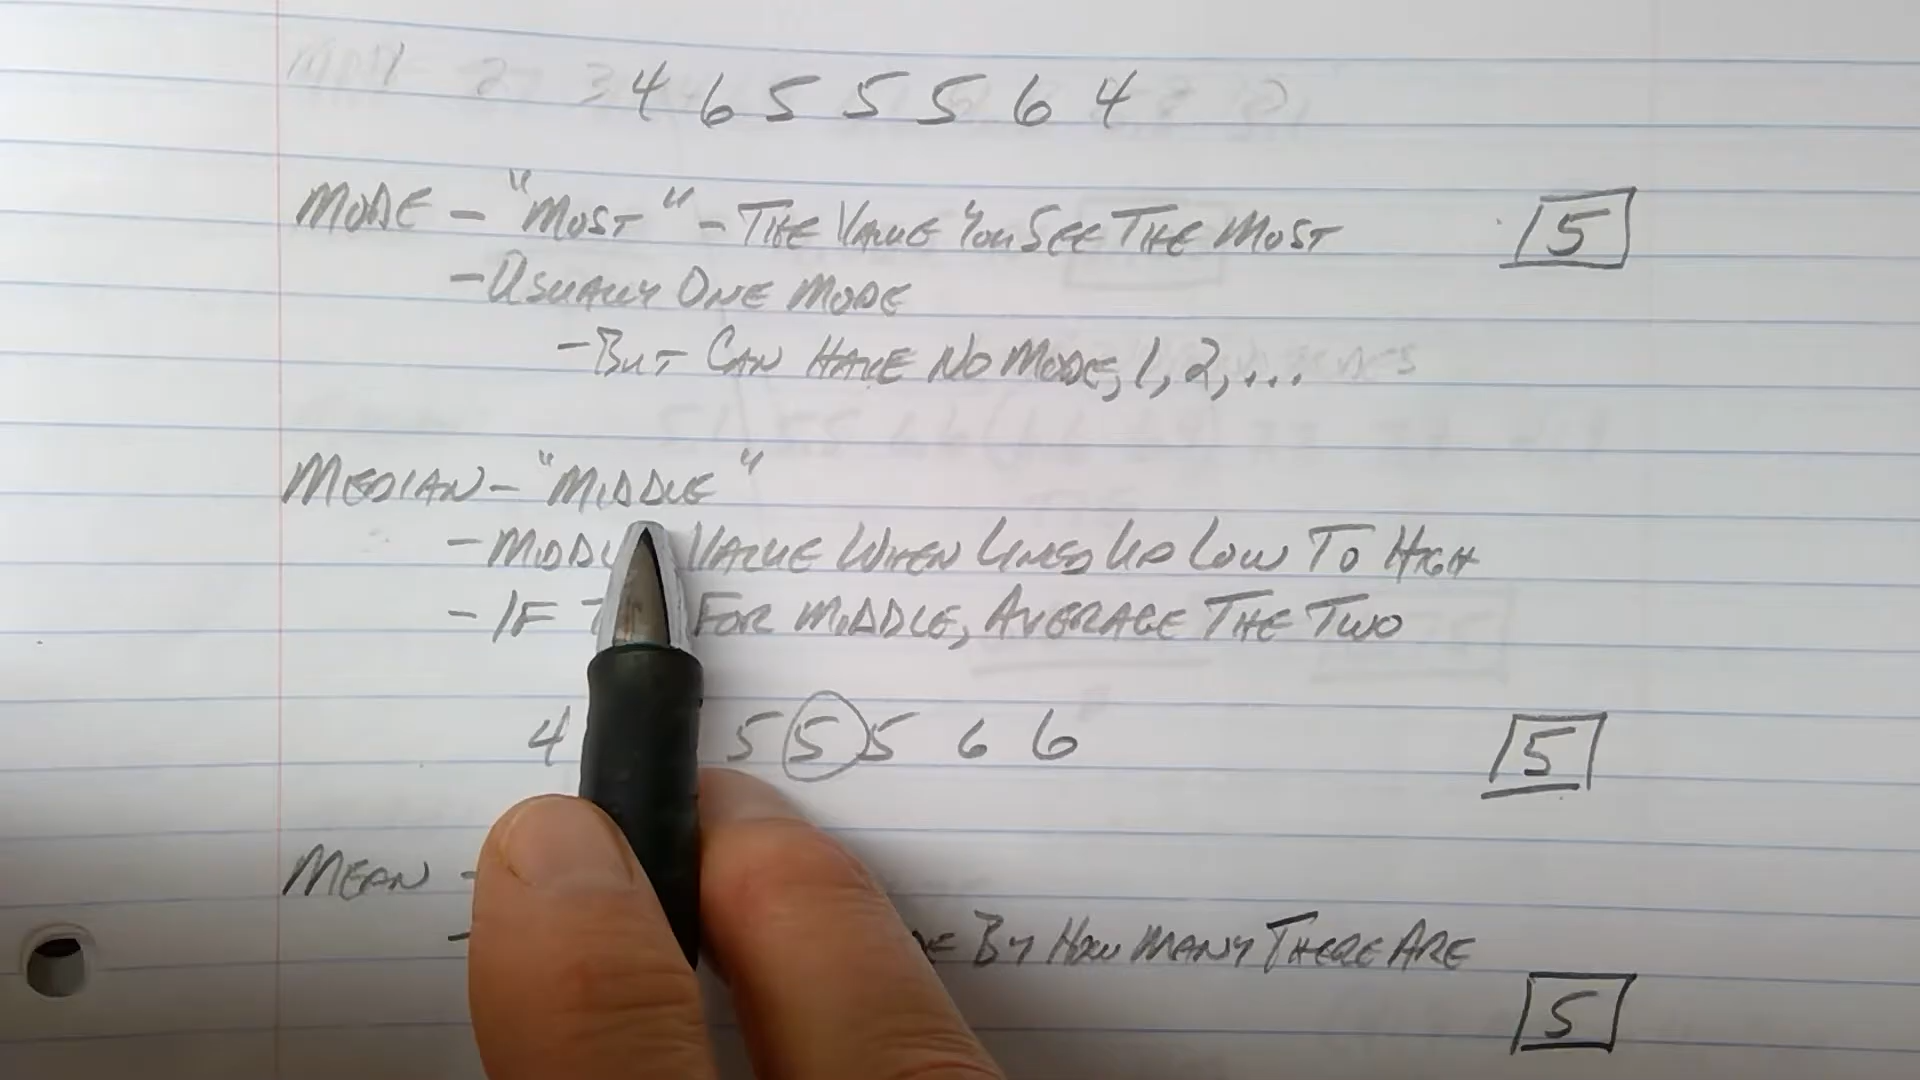 4 6 5 5 5 6 4
MODE - "MOST" - THE VALUE YOU SEE THE MOST 5
- USUALLY ONE MODE
- BUT CAN HAVE NO MODE, 1, 2, ...
MEDIAN - "MIDDLE"
- VALUE WHEN LINED UP LOW TO HIGH
- IF FOR MIDDLE, AVERAGE THE TWO
4 5 5 5 6 6 5
MEAN -
- BY HOW MANY THERE ARE
5